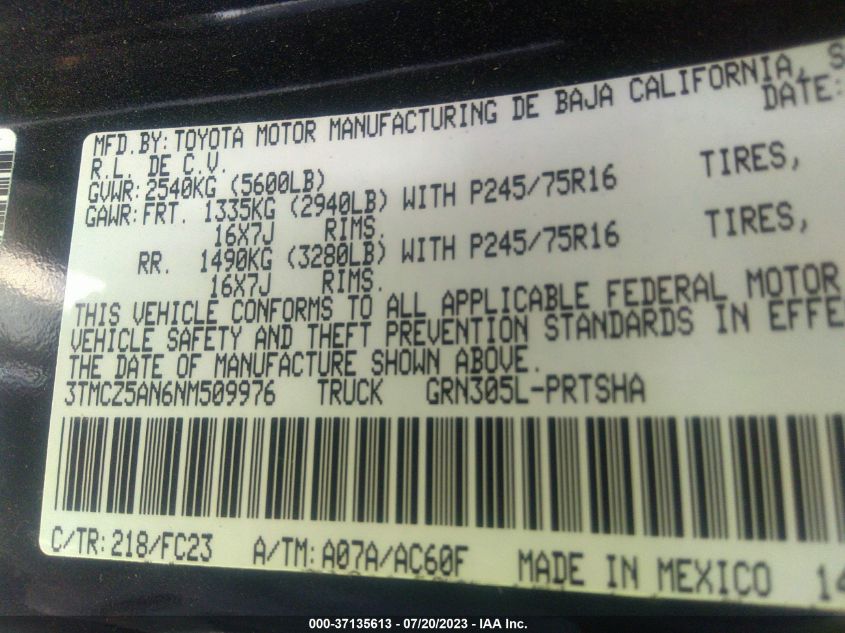 MFD.BY: TOYOTA MOTOR MANUFACTURING DE BAJA CALIFORNIA, S
R.L. DE C.V. DATE:
GVWR: 2540KG (5600LB)
GAWR: FRT. 1335KG (2940LB) WITH P245/75R16 TIRES,
16X7J RIMS.
RR. 1490KG (3280LB) WITH P245/75R16 TIRES,
16X7J RIMS.
THIS VEHICLE CONFORMS TO ALL APPLICABLE FEDERAL MOTOR
VEHICLE SAFETY AND THEFT PREVENTION STANDARDS IN EFFE
THE DATE OF MANUFACTURE SHOWN ABOVE.
3TMCZ5AN6NM509976 TRUCK GRN305L-PRTSHA
C/TR: 218/FC23 A/TM: A07A/AC60F MADE IN MEXICO 14
000-37135613 - 07/20/2023 - IAA Inc.